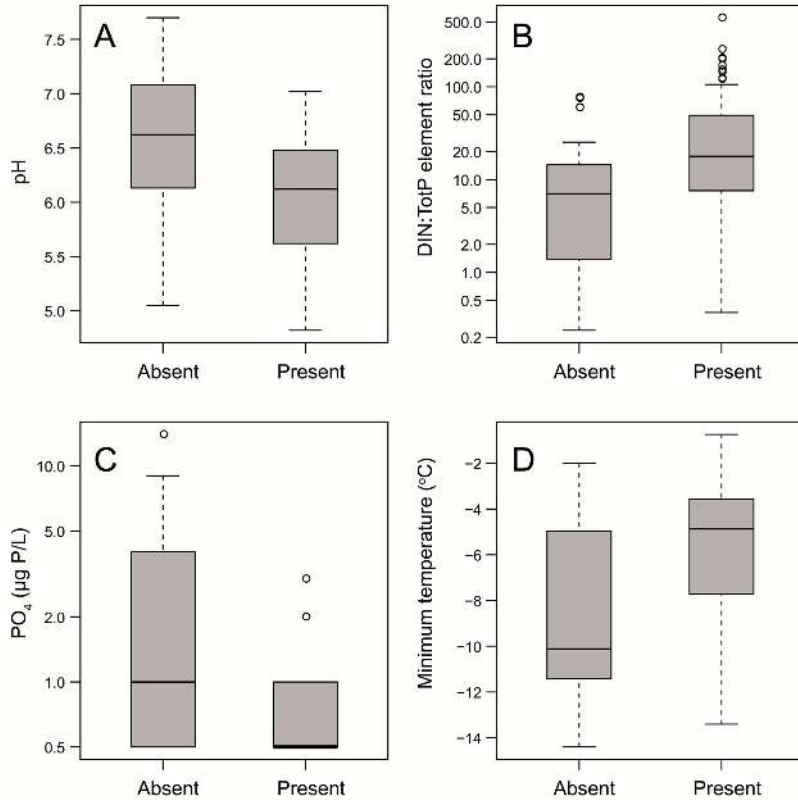 A
pH
7.5
7.0
6.5
6.0
5.5
5.0
Absent Present
B
DIN:TotP element ratio
500.0
200.0
100.0
50.0
20.0
10.0
5.0
2.0
1.0
0.5
0.2
Absent Present
C
PO₄ (µg P/L)
10.0
5.0
2.0
1.0
0.5
Absent Present
D
Minimum temperature (°C)
−2
−4
−6
−8
−10
−12
−14
Absent Present